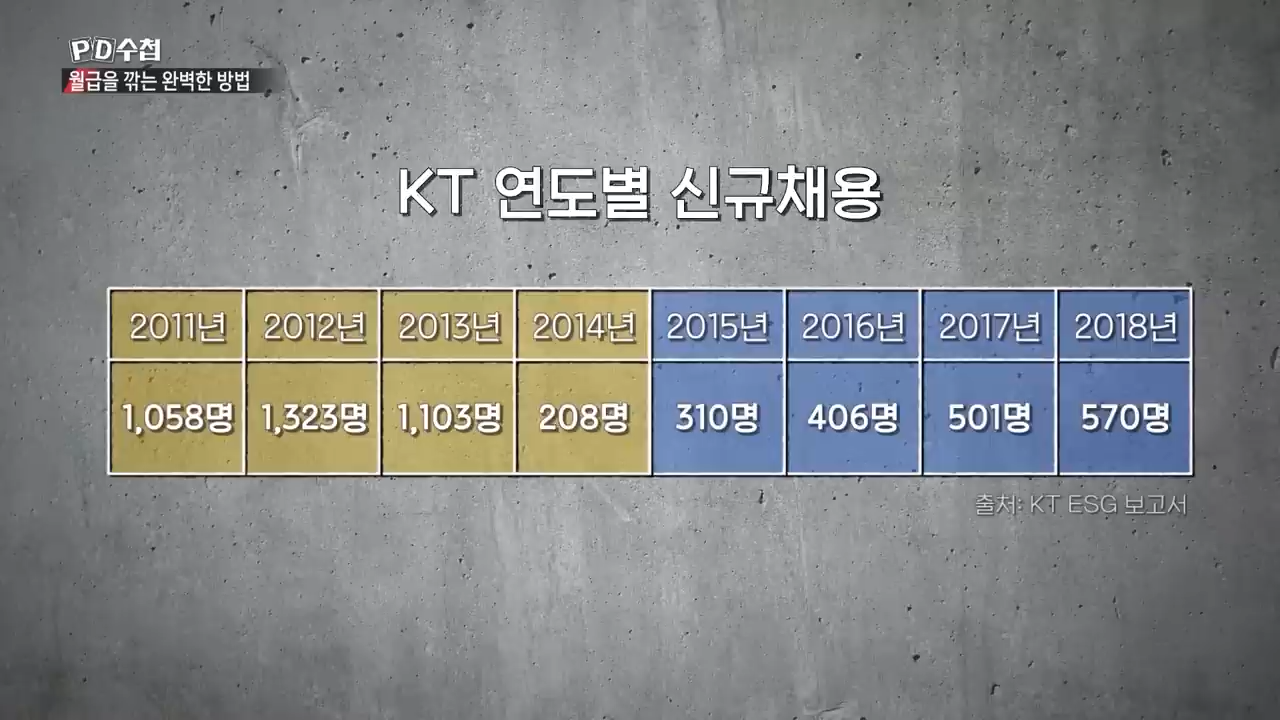 PD수첩
월급을 깎는 완벽한 방법
KT 연도별 신규채용
2011년 2012년 2013년 2014년 2015년 2016년 2017년 2018년
1,058명 1,323명 1,103명 208명 310명 406명 501명 570명
출처: KT ESG 보고서